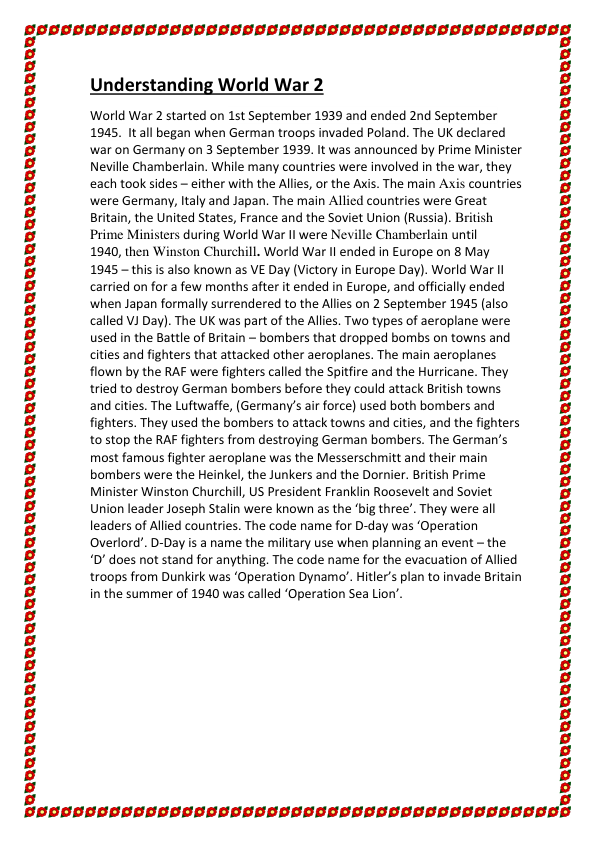 Understanding World War 2
World War 2 started on 1st September 1939 and ended 2nd September
1945.  It all began when German troops invaded Poland. The UK declared
war on Germany on 3 September 1939. It was announced by Prime Minister
Neville Chamberlain. While many countries were involved in the war, they
each took sides – either with the Allies, or the Axis. The main Axis countries
were Germany, Italy and Japan. The main Allied countries were Great
Britain, the United States, France and the Soviet Union (Russia). British
Prime Ministers during World War II were Neville Chamberlain until
1940, then Winston Churchill. World War II ended in Europe on 8 May
1945 – this is also known as VE Day (Victory in Europe Day). World War II
carried on for a few months after it ended in Europe, and officially ended
when Japan formally surrendered to the Allies on 2 September 1945 (also
called VJ Day). The UK was part of the Allies. Two types of aeroplane were
used in the Battle of Britain – bombers that dropped bombs on towns and
cities and fighters that attacked other aeroplanes. The main aeroplanes
flown by the RAF were fighters called the Spitfire and the Hurricane. They
tried to destroy German bombers before they could attack British towns
and cities. The Luftwaffe, (Germany’s air force) used both bombers and
fighters. They used the bombers to attack towns and cities, and the fighters
to stop the RAF fighters from destroying German bombers. The German’s
most famous fighter aeroplane was the Messerschmitt and their main
bombers were the Heinkel, the Junkers and the Dornier. British Prime
Minister Winston Churchill, US President Franklin Roosevelt and Soviet
Union leader Joseph Stalin were known as the ‘big three’. They were all
leaders of Allied countries. The code name for D-day was ‘Operation
Overlord’. D-Day is a name the military use when planning an event – the
‘D’ does not stand for anything. The code name for the evacuation of Allied
troops from Dunkirk was ‘Operation Dynamo’. Hitler’s plan to invade Britain
in the summer of 1940 was called ‘Operation Sea Lion’.